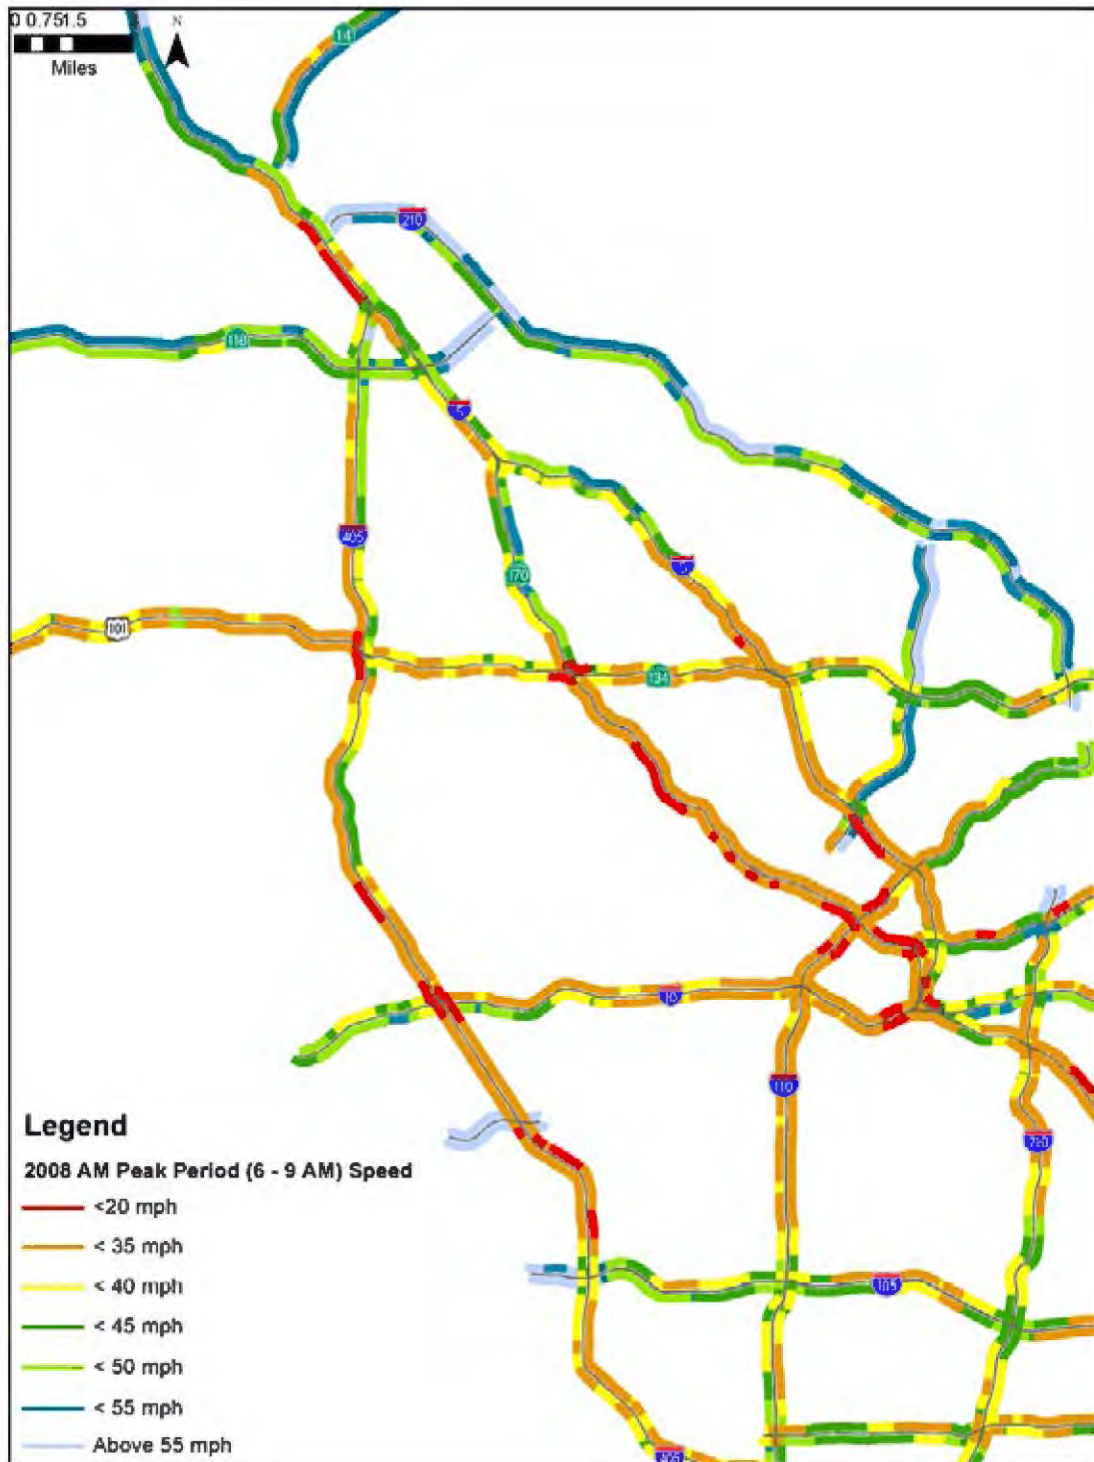 0 0.751.5
N
Miles
14
210
118
5
405
170
5
101
134
10
110
710
105
405
Legend
2008 AM Peak Period (6 - 9 AM) Speed
<20 mph
< 35 mph
< 40 mph
< 45 mph
< 50 mph
< 55 mph
Above 55 mph